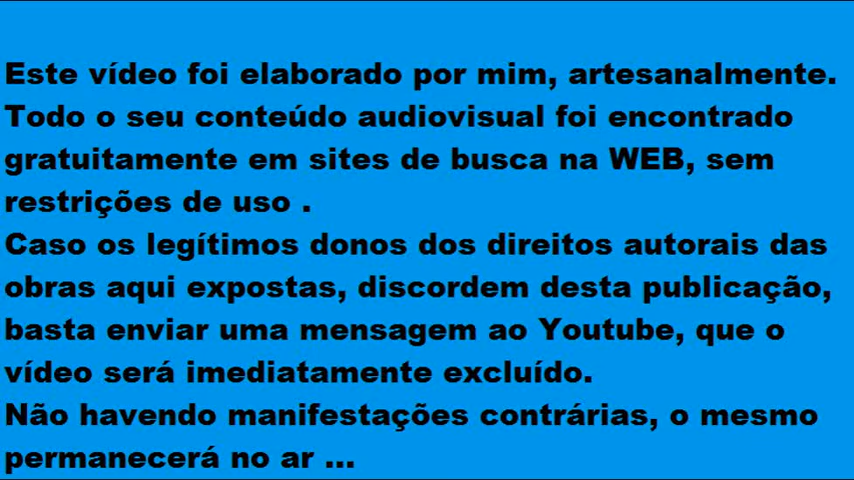 Este vídeo foi elaborado por mim, artesanalmente.
Todo o seu conteúdo audiovisual foi encontrado
gratuitamente em sites de busca na WEB, sem
restrições de uso .
Caso os legítimos donos dos direitos autorais das
obras aqui expostas, discordem desta publicação,
basta enviar uma mensagem ao Youtube, que o
vídeo será imediatamente excluído.
Não havendo manifestações contrárias, o mesmo
permanecerá no ar ...